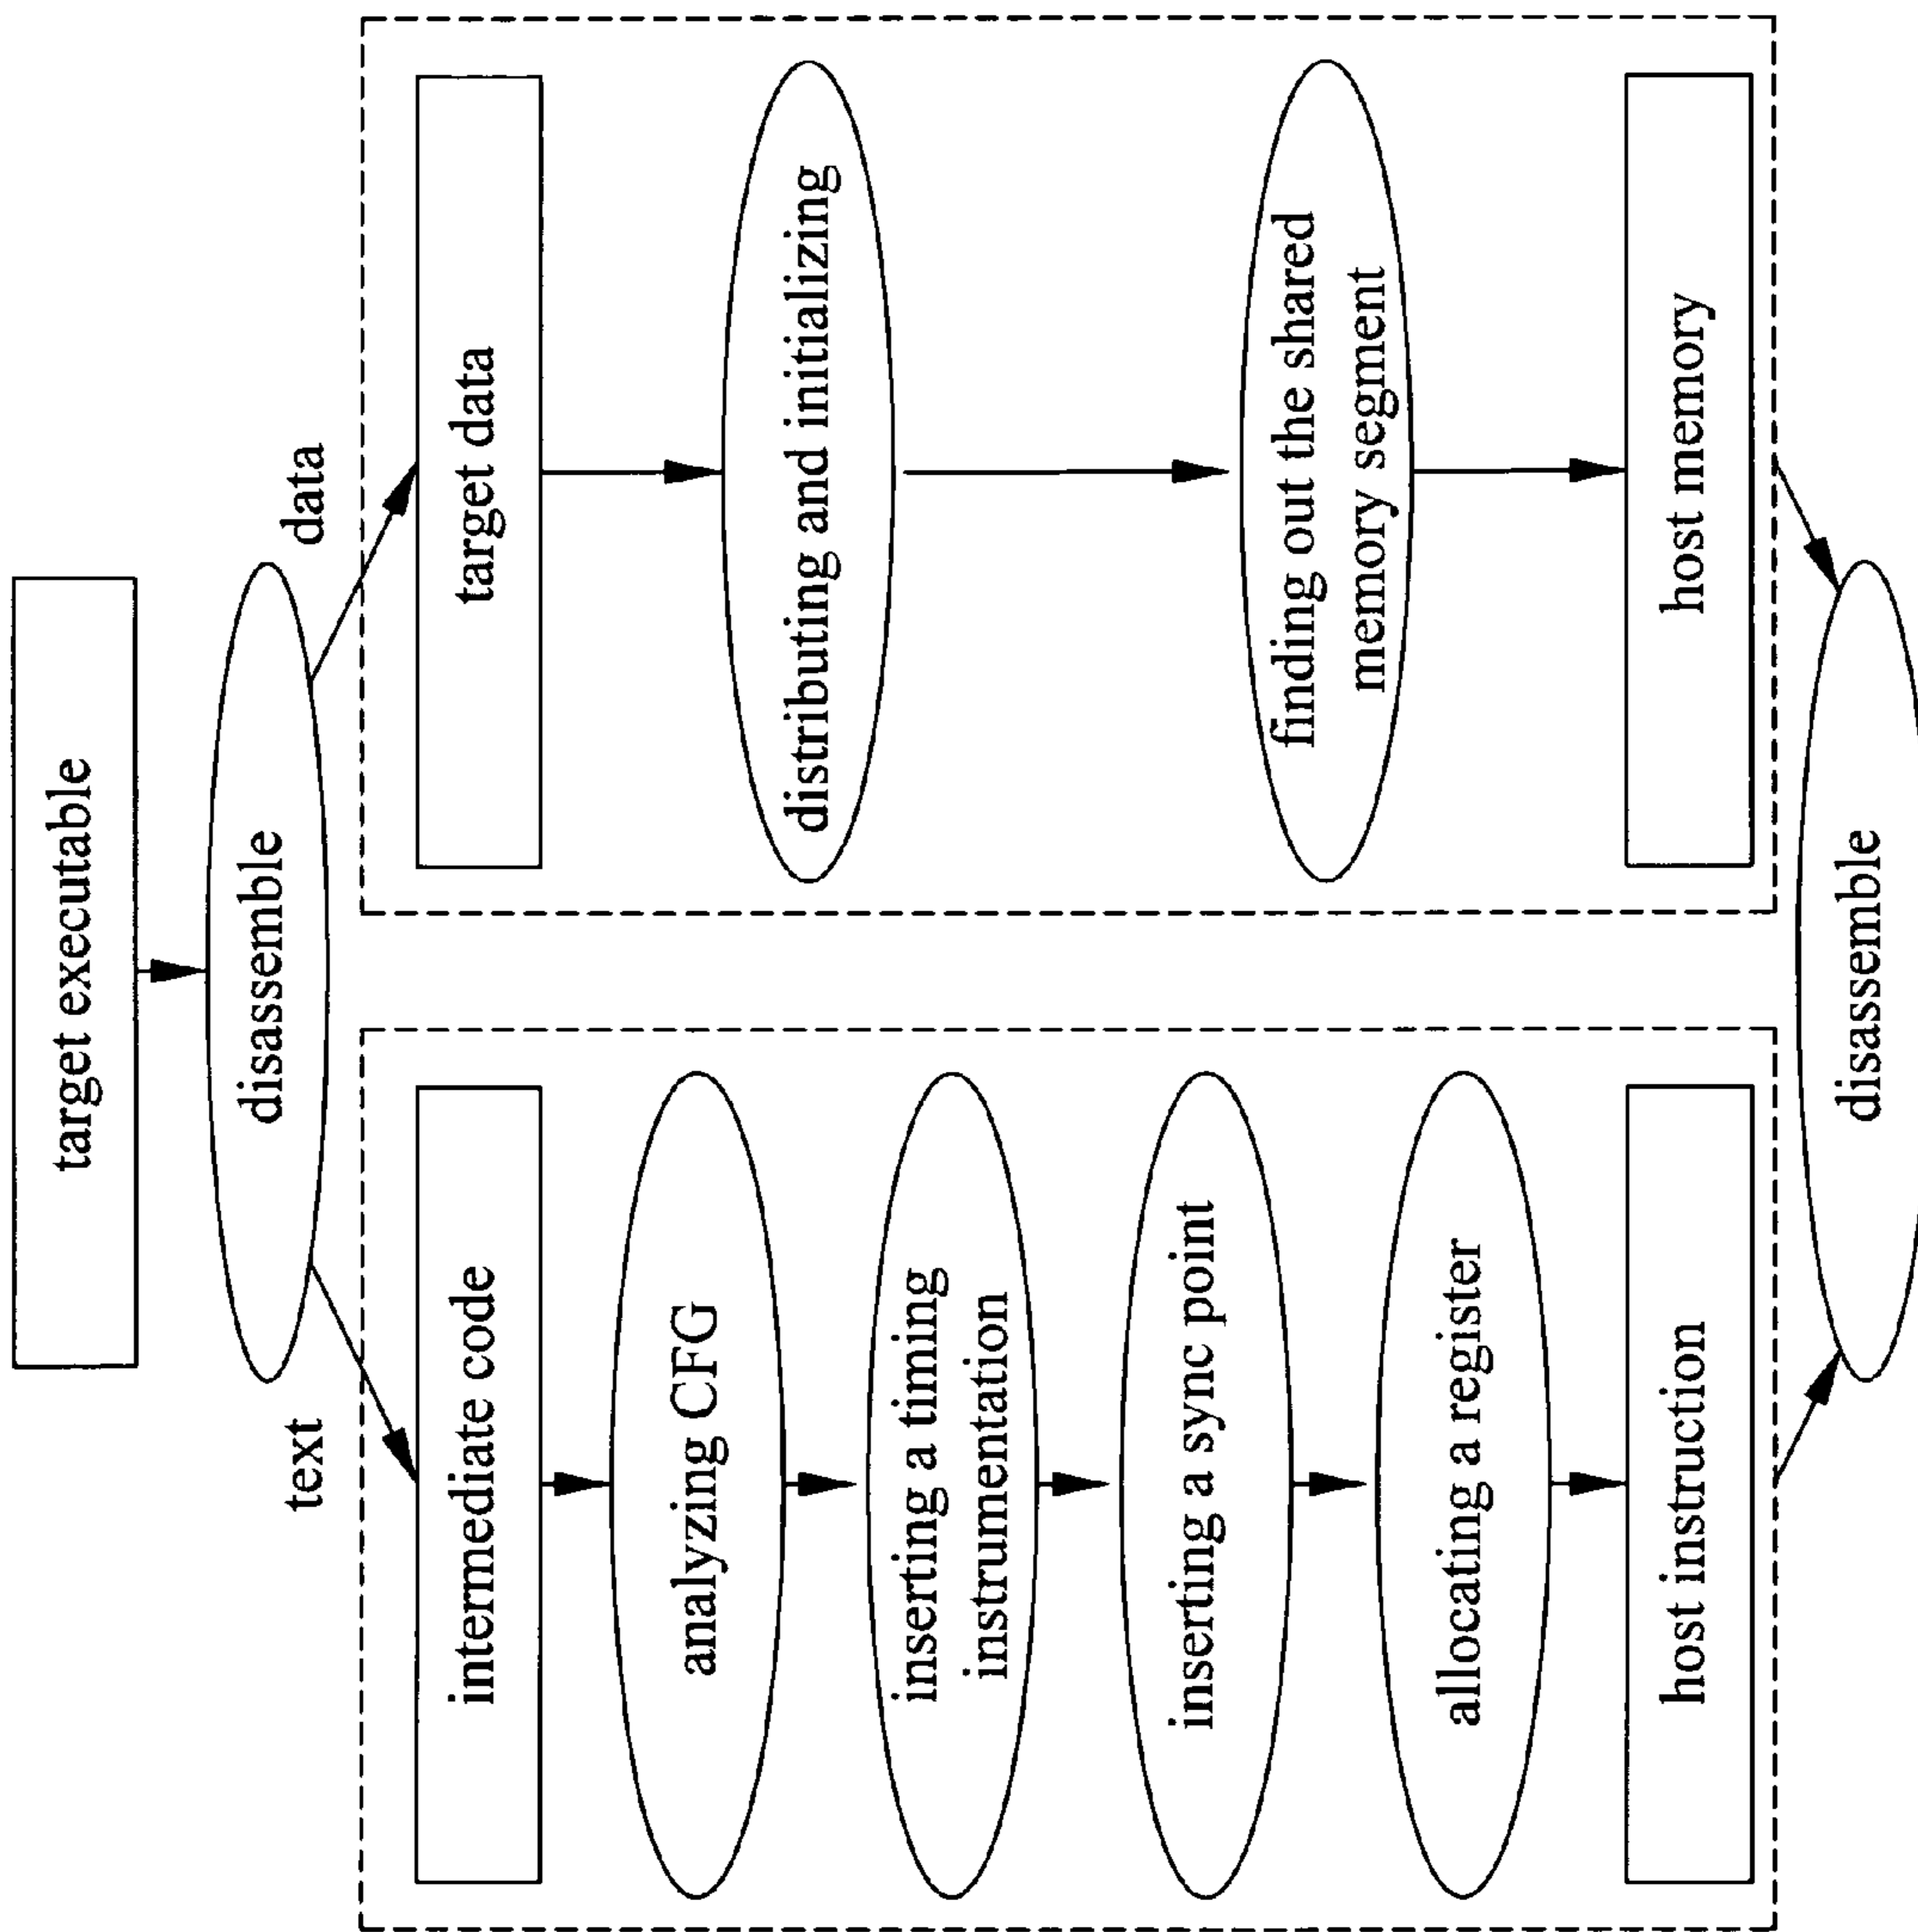 target executable
disassemble
text
data
intermediate code
analyzing CFG
inserting a timing
instrumentation
inserting a sync point
allocating a register
host instruction
target data
distributing and initializing
finding out the shared
memory segment
host memory
disassemble